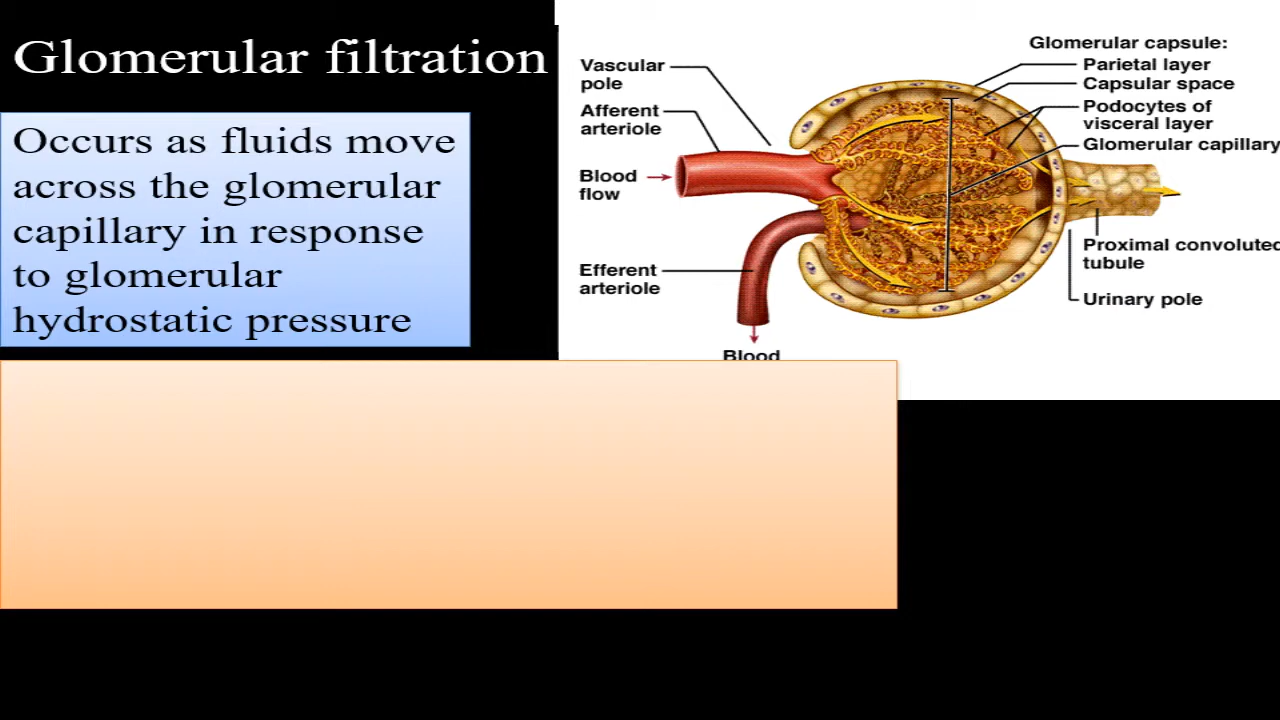 Glomerular filtration
Occurs as fluids move
across the glomerular
capillary in response
to glomerular
hydrostatic pressure
Vascular
pole
Afferent
arteriole
Blood
flow
Efferent
arteriole
Blood
Glomerular capsule:
Parietal layer
Capsular space
Podocytes of
visceral layer
Glomerular capillary
Proximal convoluted
tubule
Urinary pole